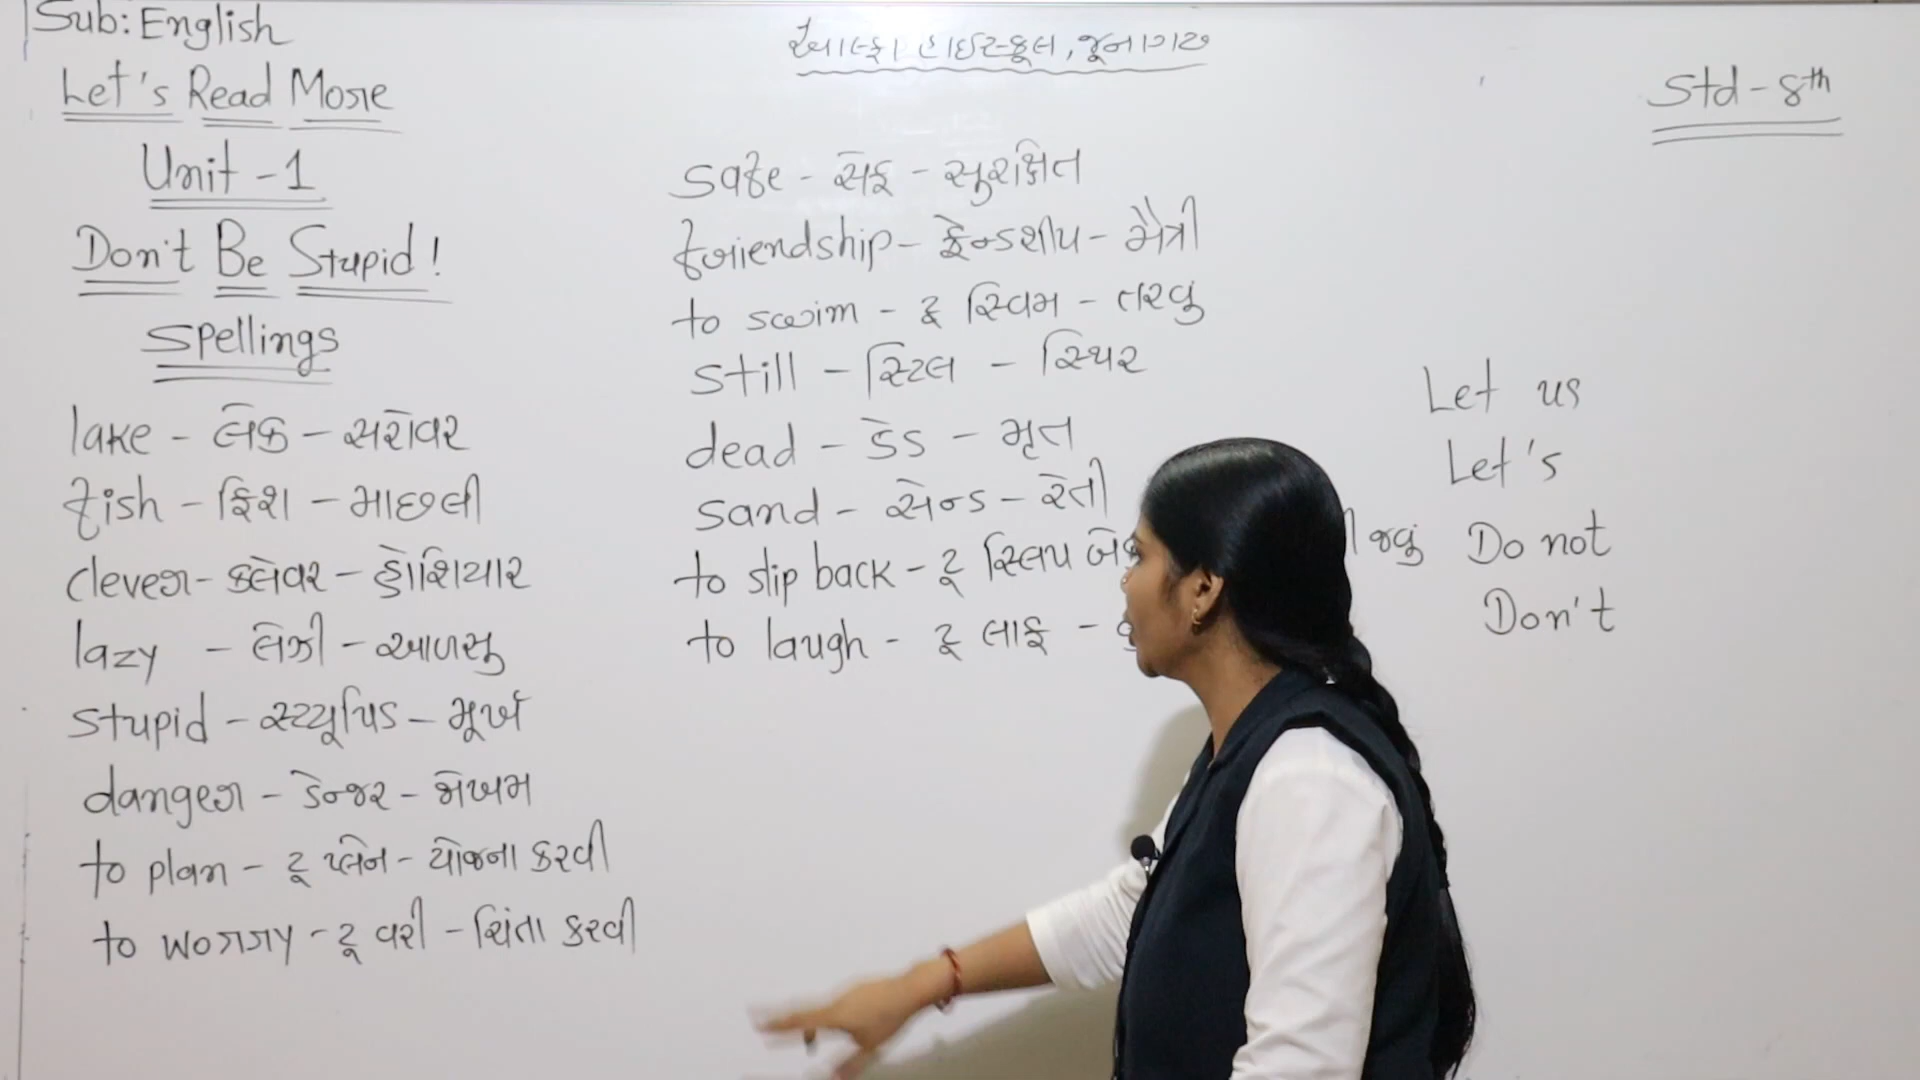 Sub: English
આલ્ફા હાઈસ્કૂલ, જૂનાગઢ
Std - 8th
Let's Read More
Unit - 1
Don't Be Stupid!
Spellings
lake - લેક - સરોવર
fish - ફિશ - માછલી
clever - ક્લેવર - હોંશિયાર
lazy - લેઝી - આળસુ
stupid - સ્ટ્યૂપિડ - મૂર્ખ
danger - ડેન્જર - જોખમ
to plan - ટૂ પ્લેન - યોજના કરવી
to worry - ટૂ વરી - ચિંતા કરવી
safe - સેફ - સુરક્ષિત
friendship - ફ્રેન્ડશીપ - મૈત્રી
to swim - ટૂ સ્વિમ - તરવું
still - સ્ટિલ - સ્થિર
dead - ડેડ - મૃત
sand - સેન્ડ - રેતી
to slip back - ટૂ સ્લિપ જવું
to laugh - ટૂ લાફ -
Let us
Let's
Do not
Don't